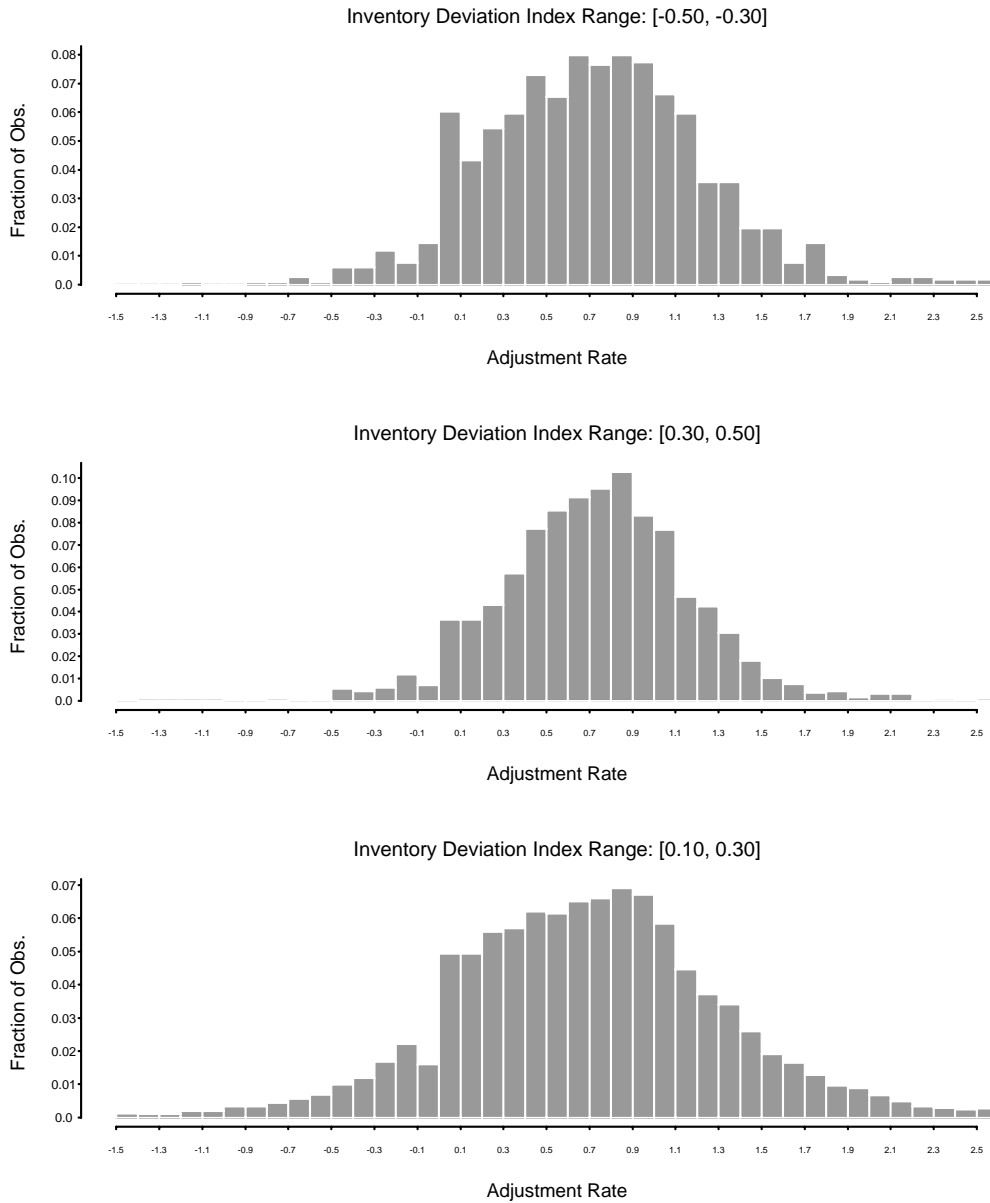 Inventory Deviation Index Range: [-0.50, -0.30]
Fraction of Obs.
0.08
0.07
0.06
0.05
0.04
0.03
0.02
0.01
0.0
-1.5 -1.3 -1.1 -0.9 -0.7 -0.5 -0.3 -0.1 0.1 0.3 0.5 0.7 0.9 1.1 1.3 1.5 1.7 1.9 2.1 2.3 2.5
Adjustment Rate
Inventory Deviation Index Range: [0.30, 0.50]
Fraction of Obs.
0.10
0.09
0.08
0.07
0.06
0.05
0.04
0.03
0.02
0.01
0.0
-1.5 -1.3 -1.1 -0.9 -0.7 -0.5 -0.3 -0.1 0.1 0.3 0.5 0.7 0.9 1.1 1.3 1.5 1.7 1.9 2.1 2.3 2.5
Adjustment Rate
Inventory Deviation Index Range: [0.10, 0.30]
Fraction of Obs.
0.07
0.06
0.05
0.04
0.03
0.02
0.01
0.0
-1.5 -1.3 -1.1 -0.9 -0.7 -0.5 -0.3 -0.1 0.1 0.3 0.5 0.7 0.9 1.1 1.3 1.5 1.7 1.9 2.1 2.3 2.5
Adjustment Rate